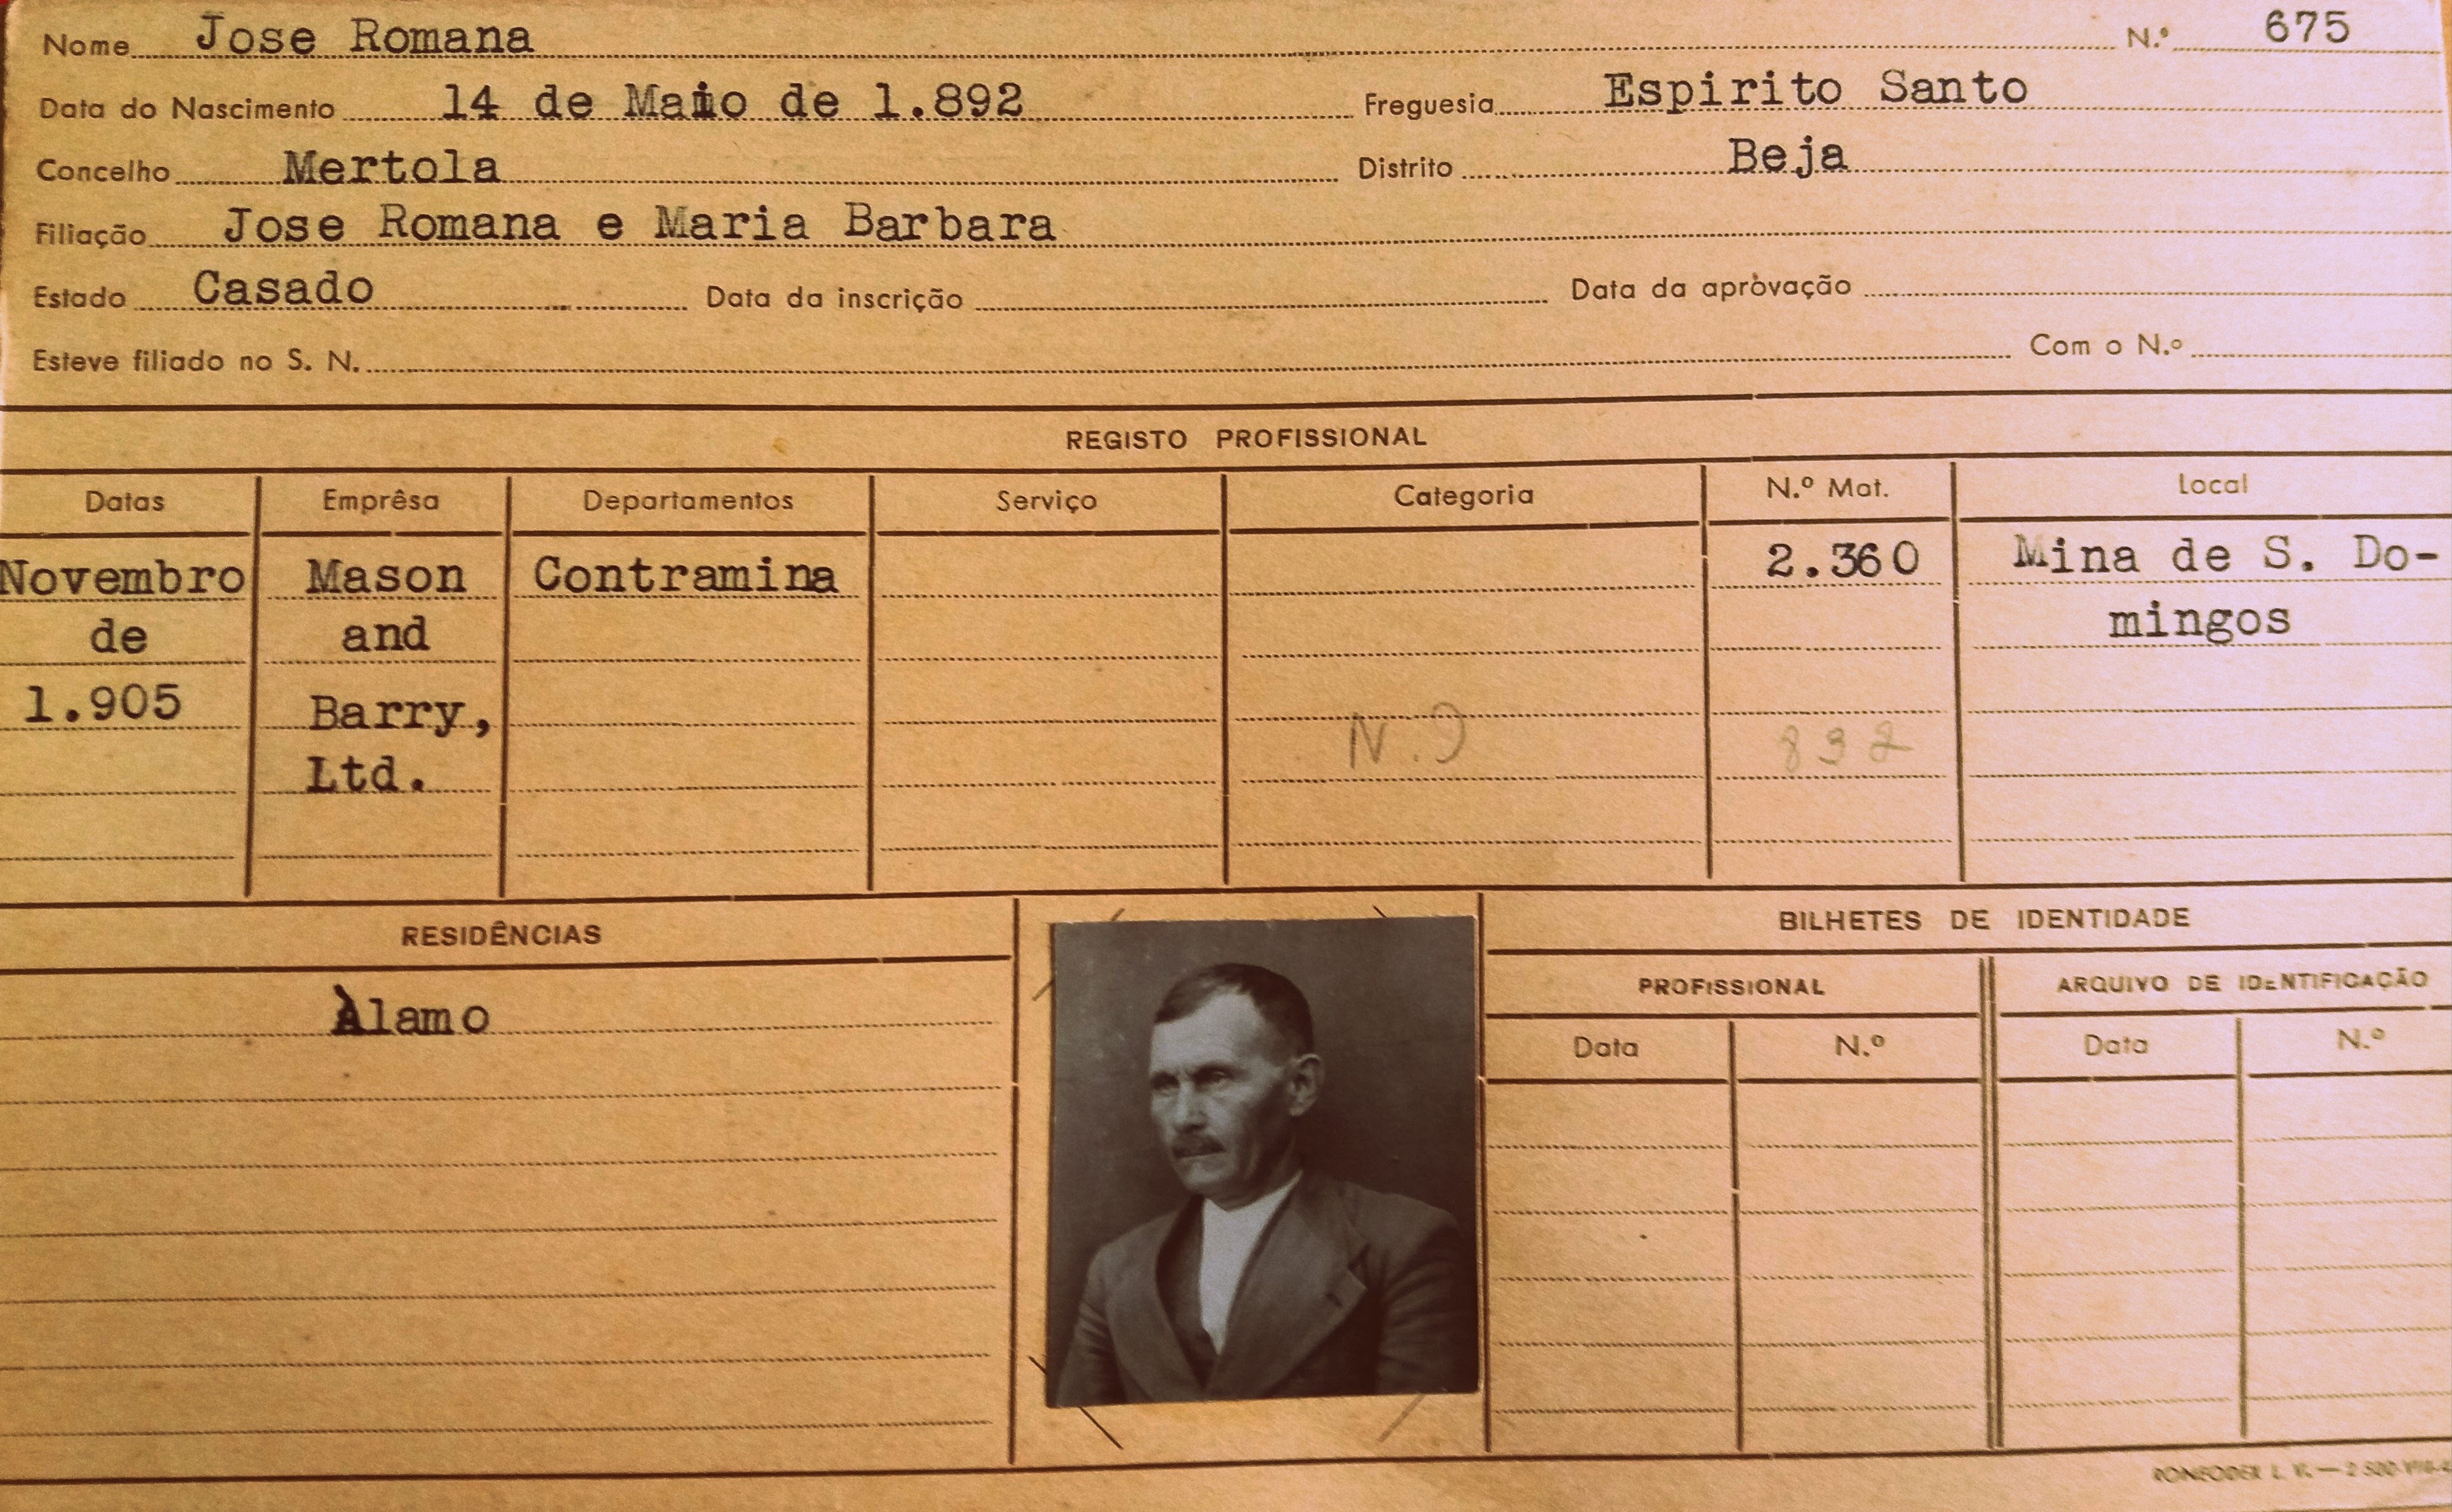 Nome Jose Romana N.º 675
Data do Nascimento 14 de Maio de 1.892 Freguesia Espirito Santo
Concelho Mertola Distrito Beja
Filiação Jose Romana e Maria Barbara
Estado Casado Data da inscrição Data da aprovação
Esteve filiado no S. N. Com o N.º
REGISTO PROFISSIONAL
Datas Emprêsa Departamentos Serviço Categoria N.º Mat. Local
Novembro Mason Contramina 2.360 Mina de S. Do-
de and mingos
1.905 Barry,
N. 832
Ltd.
RESIDÊNCIAS BILHETES DE IDENTIDADE
PROFISSIONAL ARQUIVO DE IDENTIFICAÇÃO
Alamo
Data N.º Data N.º